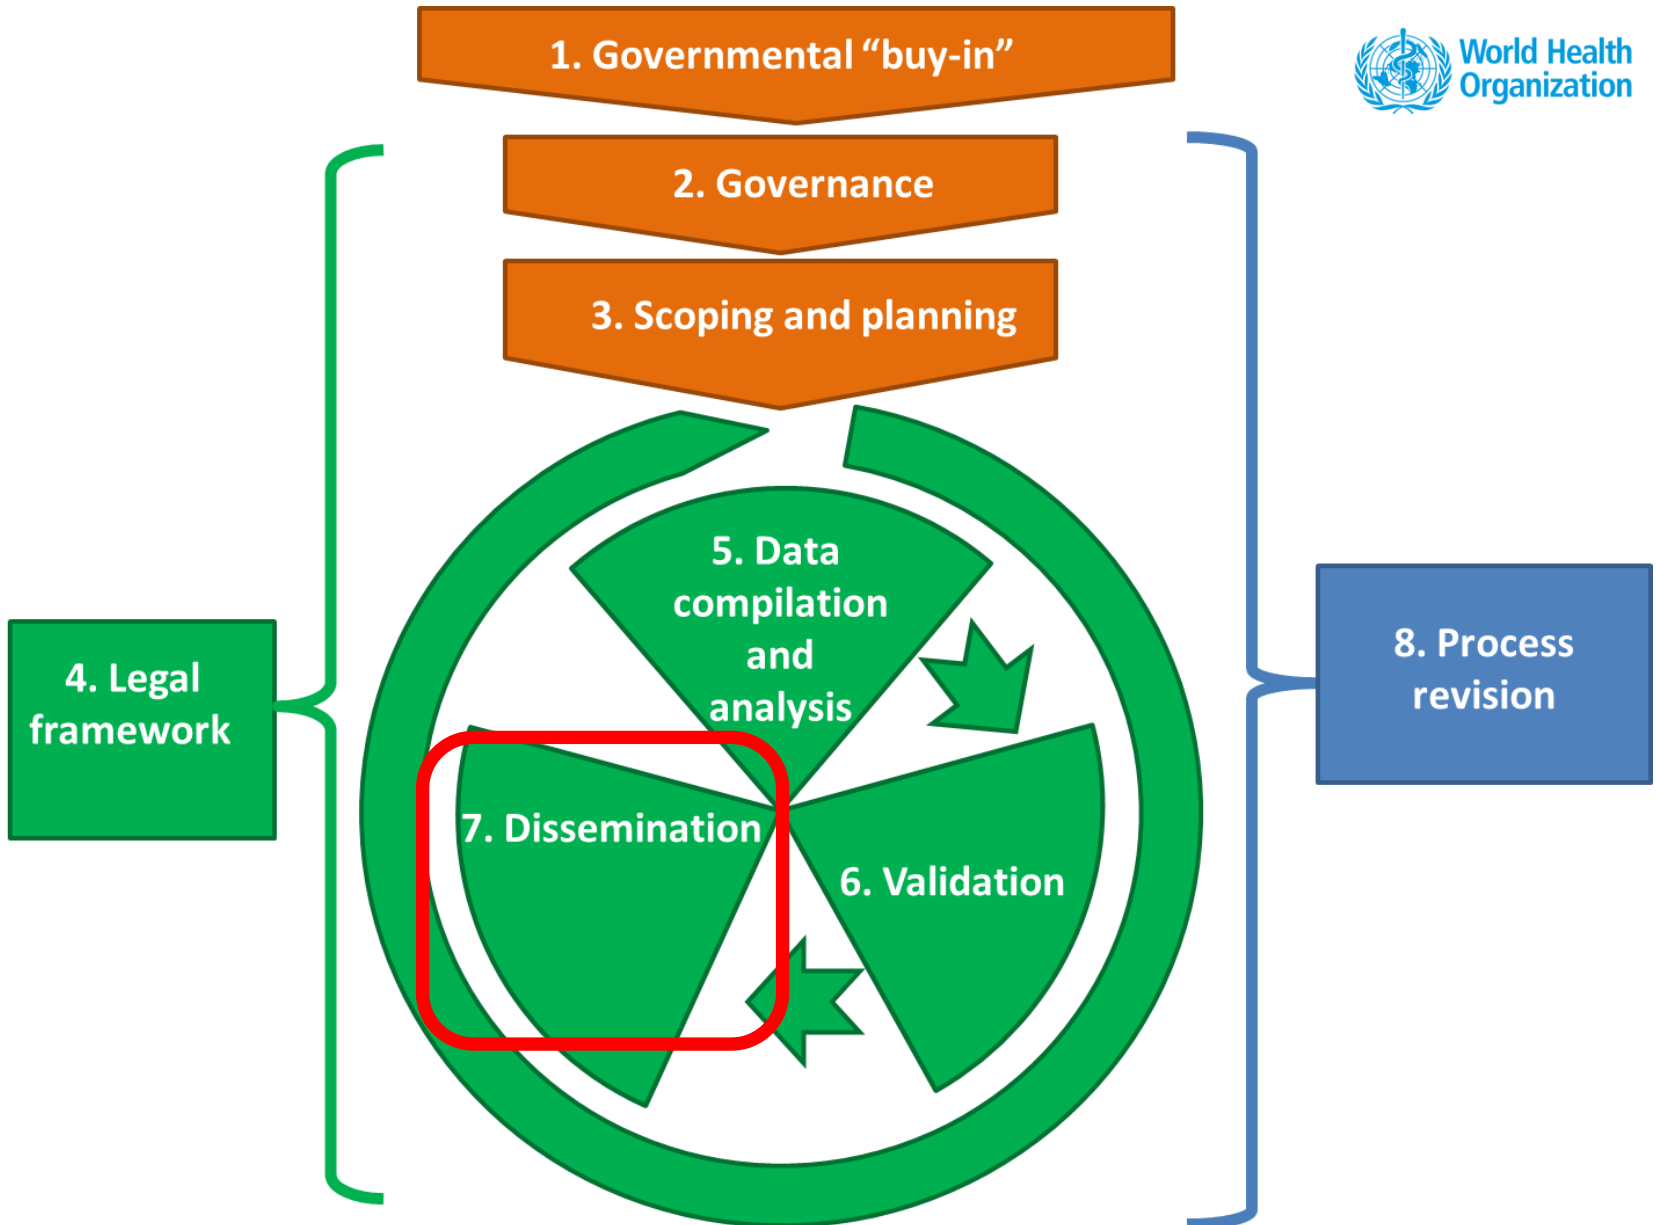 1. Governmental “buy-in”
World Health
Organization
2. Governance
3. Scoping and planning
5. Data
compilation
and
analysis
4. Legal
framework
8. Process
revision
7. Dissemination
6. Validation